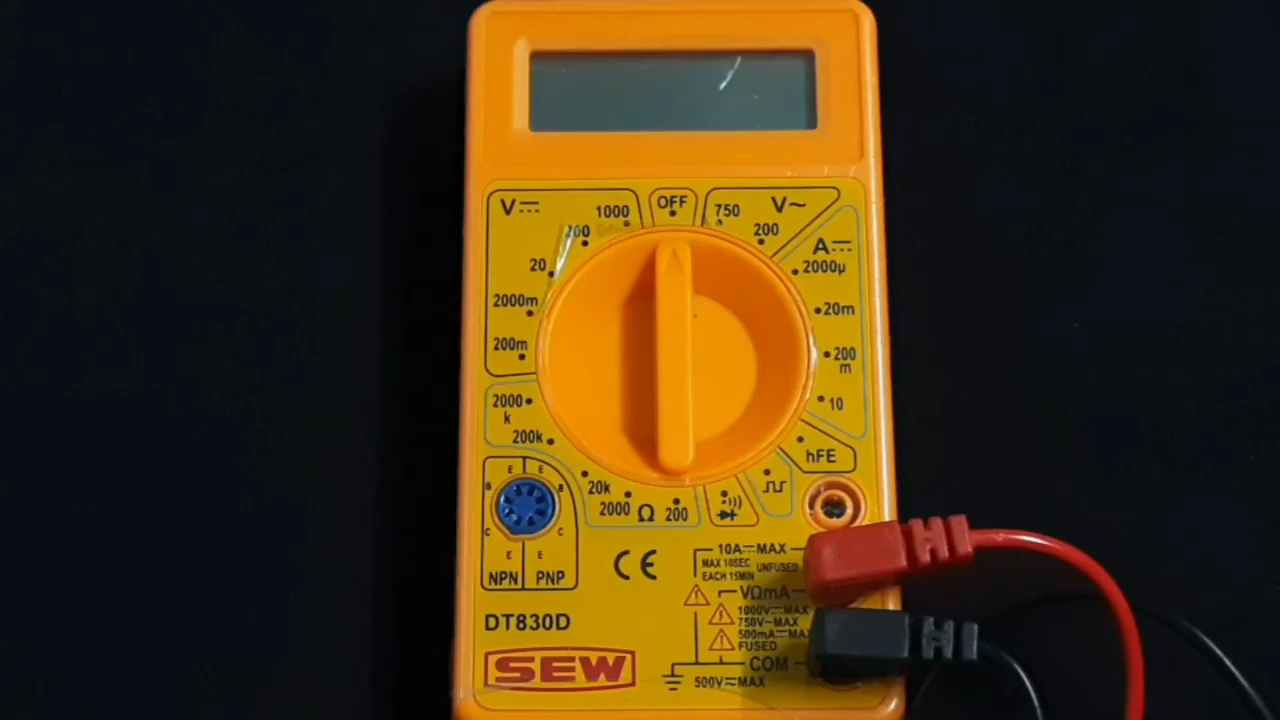 V⎓ 1000 OFF 750 V~
200 200 A⎓
20 2000µ
2000m 20m
200m 200
m
2000 10
k
200k hFE
20k
2000 Ω 200
E E
B B
C C
E E
NPN PNP
CE
10A⎓MAX
MAX 10SEC UNFUSED
EACH 15MIN
VΩmA
1000V⎓MAX
750V~MAX
500mA⎓MAX
FUSED
COM
500V≂MAX
DT830D
SEW